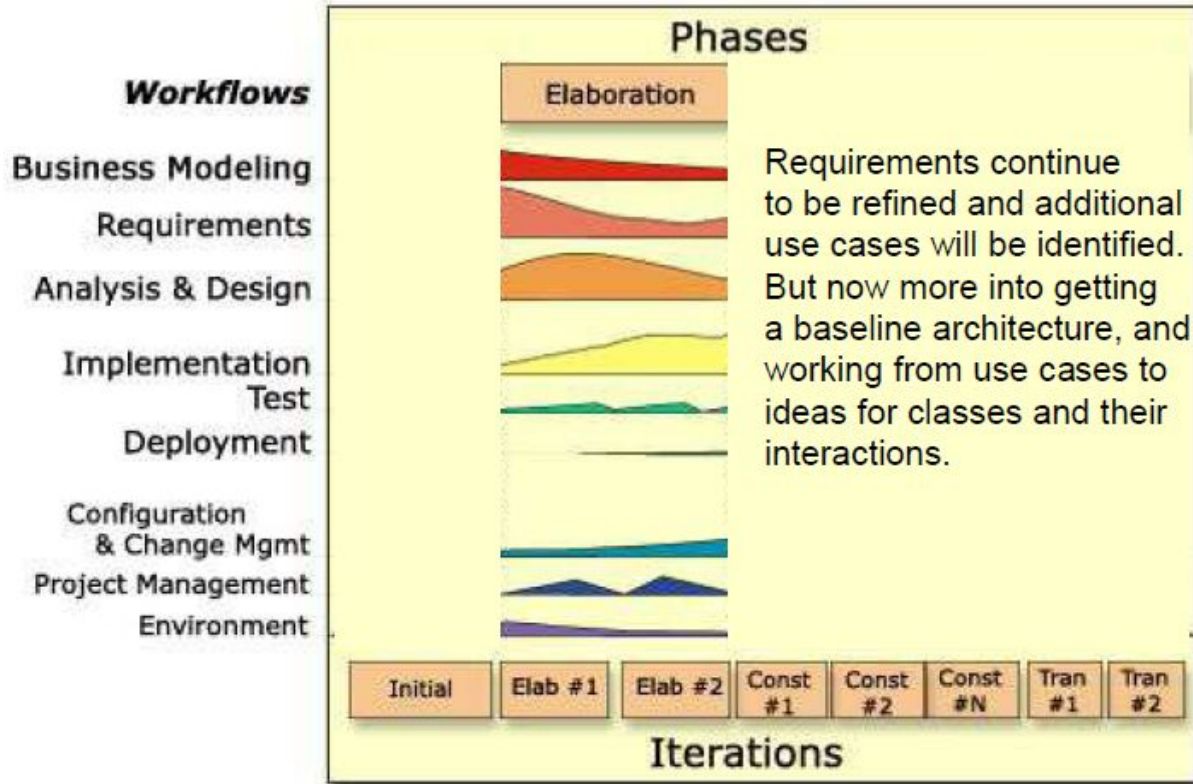 Phases
Workflows
Elaboration
Business Modeling
Requirements
Analysis & Design
Implementation
Test
Deployment
Configuration
& Change Mgmt
Project Management
Environment
Requirements continue
to be refined and additional
use cases will be identified.
But now more into getting
a baseline architecture, and
working from use cases to
ideas for classes and their
interactions.
Initial
Elab #1
Elab #2
Const
#1
Const
#2
Const
#N
Tran
#1
Tran
#2
Iterations